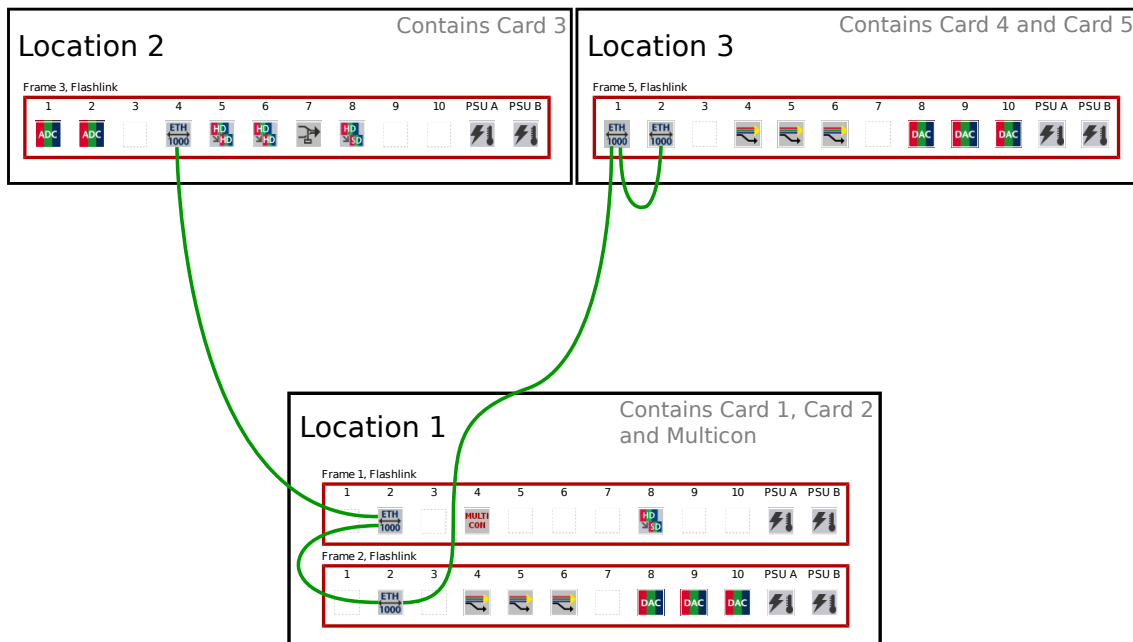 Location 2
Contains Card 3
Frame 3, Flashlink
1 2 3 4 5 6 7 8 9 10 PSU A PSU B
ADC ADC ETH 1000 HD HD HD HD HD SD
Location 3
Contains Card 4 and Card 5
Frame 5, Flashlink
1 2 3 4 5 6 7 8 9 10 PSU A PSU B
ETH 1000 ETH 1000 DAC DAC DAC
Location 1
Contains Card 1, Card 2
and Multicon
Frame 1, Flashlink
1 2 3 4 5 6 7 8 9 10 PSU A PSU B
ETH 1000 MULTI CON HD SD
Frame 2, Flashlink
1 2 3 4 5 6 7 8 9 10 PSU A PSU B
ETH 1000 DAC DAC DAC